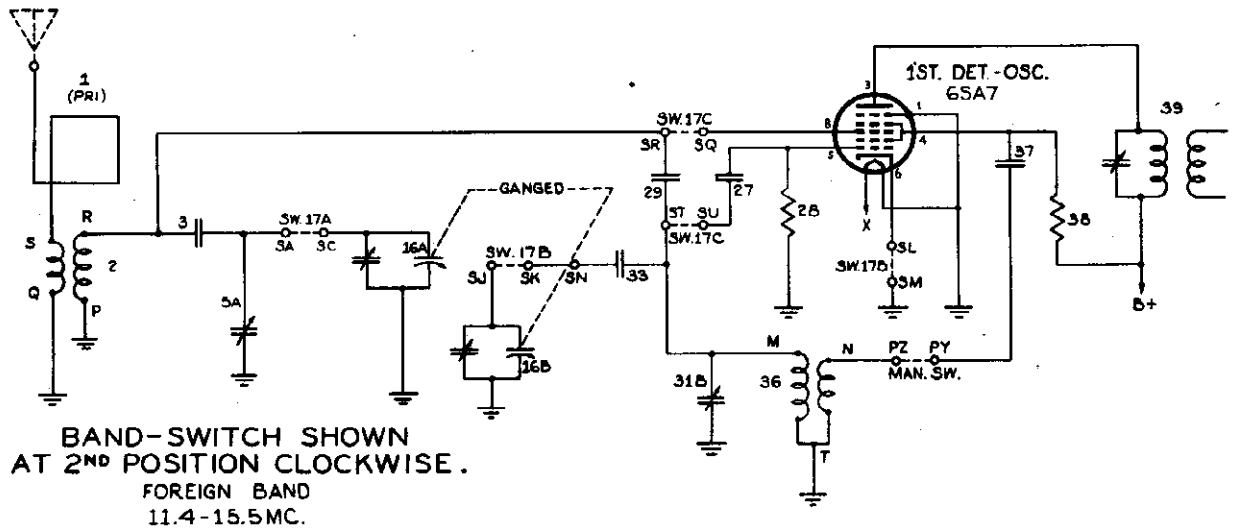 1
(PRI)
S
R
Q
2
P
3
5A
SW.17A
SA
SC
16A
GANGED
SJ
SW.17B
SK
SN
16B
33
SW.17C
SR
SQ
29
27
ST
SU
SW.17C
28
1ST. DET.-OSC.
6SA7
3
1
8
4
5
6
X
SL
SW.17B
SM
37
38
39
B+
M
N
31B
36
T
PZ
PY
MAN. SW.
BAND-SWITCH SHOWN
AT 2ND POSITION CLOCKWISE.
FOREIGN BAND
11.4-15.5MC.